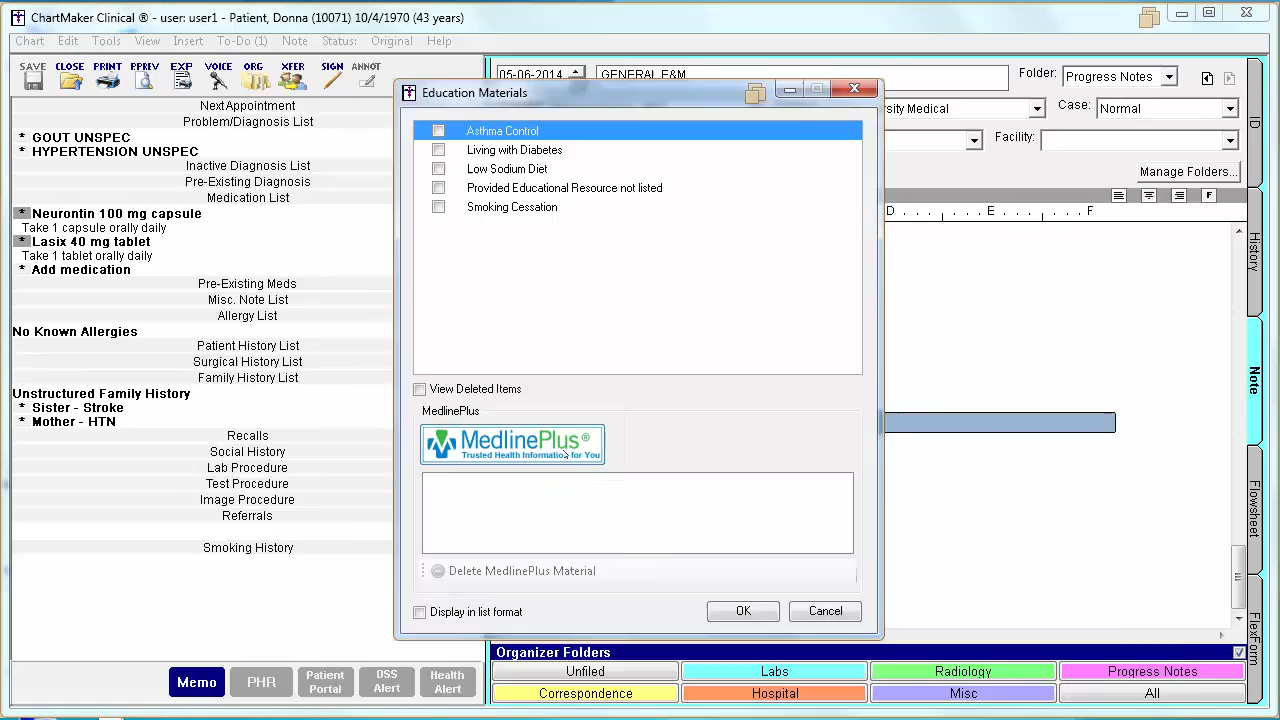 ChartMaker Clinical ® - user: user1 - Patient, Donna (10071) 10/4/1970 (43 years)
Chart Edit Tools View Insert To-Do (1) Note Status: Original Help
SAVE CLOSE PRINT PPREV EXP VOICE ORG XFER SIGN ANNOT
Next Appointment
Problem/Diagnosis List
* GOUT UNSPEC
* HYPERTENSION UNSPEC
Inactive Diagnosis List
Pre-Existing Diagnosis
Medication List
* Neurontin 100 mg capsule
Take 1 capsule orally daily
* Lasix 40 mg tablet
Take 1 tablet orally daily
* Add medication
Pre-Existing Meds
Misc. Note List
Allergy List
No Known Allergies
Patient History List
Surgical History List
Family History List
Unstructured Family History
* Sister - Stroke
* Mother - HTN
Recalls
Social History
Lab Procedure
Test Procedure
Image Procedure
Referrals
Smoking History
Memo PHR Patient Portal DSS Alert Health Alert
05-06-2014 GENERAL E&M Folder: Progress Notes
sity Medical Case: Normal
Facility:
Manage Folders...
F
D . . . . . . . E . . . . . . . F
Education Materials
Asthma Control
Living with Diabetes
Low Sodium Diet
Provided Educational Resource not listed
Smoking Cessation
View Deleted Items
MedlinePlus
MedlinePlus®
Trusted Health Information for You
Delete MedlinePlus Material
Display in list format
OK Cancel
ID
History
Note
Flowsheet
FlexForm
Organizer Folders
Unfiled Labs Radiology Progress Notes
Correspondence Hospital Misc All